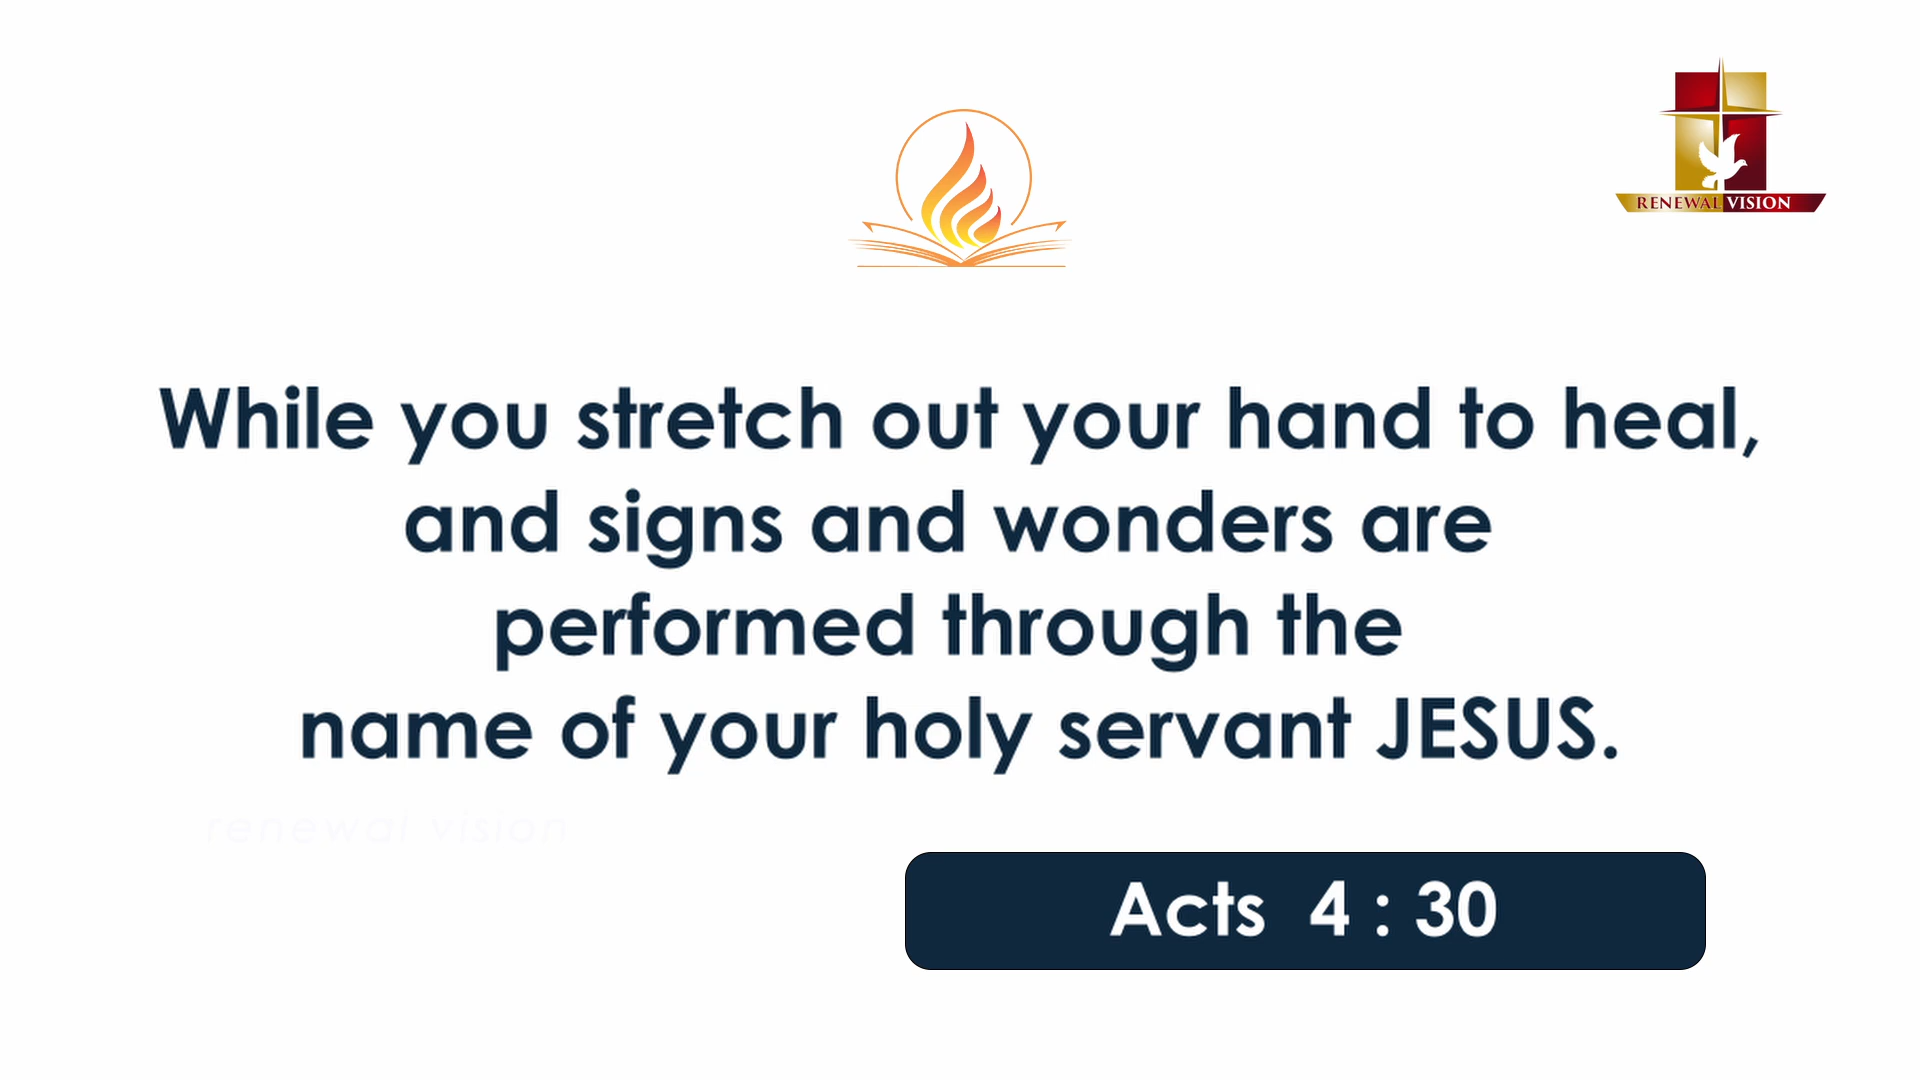 RENEWAL VISION
While you stretch out your hand to heal,
and signs and wonders are
performed through the
name of your holy servant JESUS.
renewal vision
Acts 4 : 30